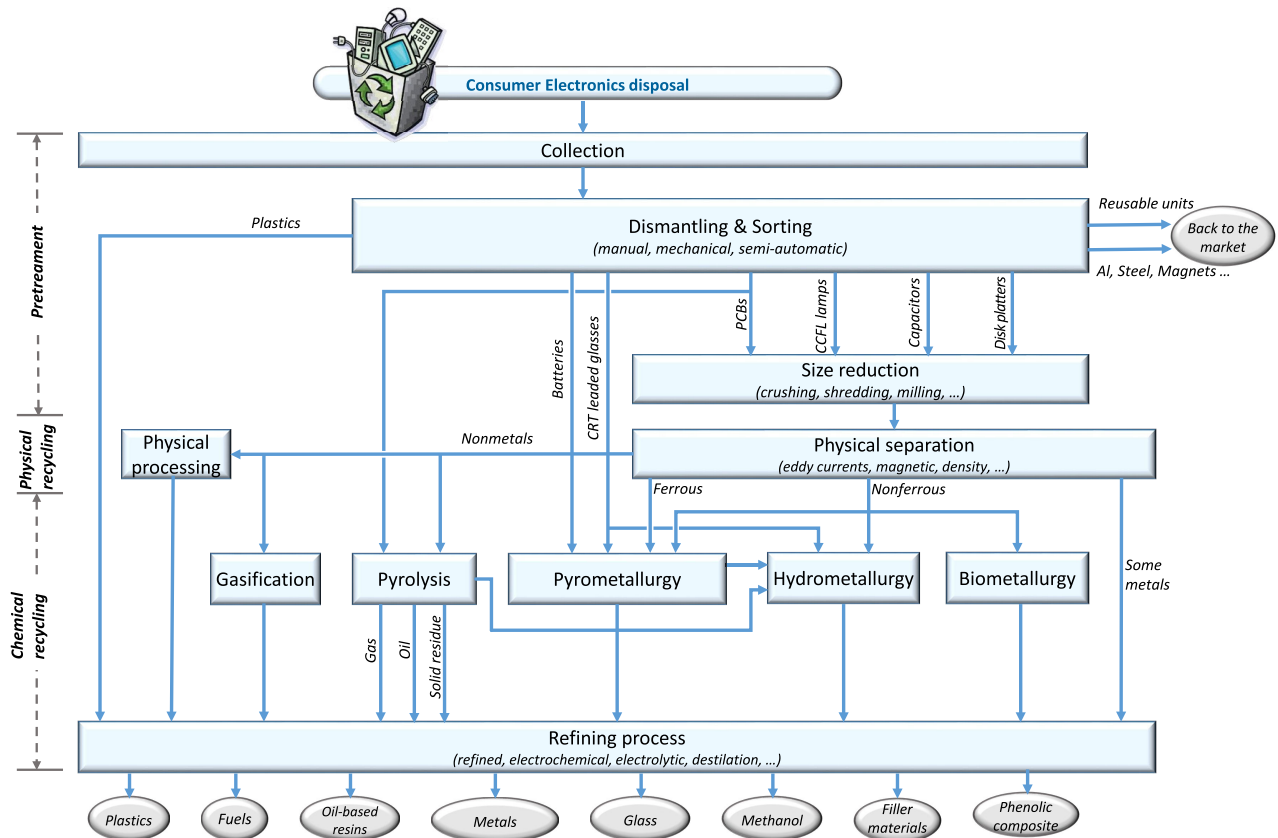 Consumer Electronics disposal
Collection
Dismantling & Sorting
(manual, mechanical, semi-automatic)
Plastics
Reusable units
Back to the
market
Al, Steel, Magnets ...
Pretreament
Batteries
CRT leaded glasses
PCBs
CCFL lamps
Capacitors
Disk platters
Size reduction
(crushing, shredding, milling, ...)
Physical
recycling
Physical
processing
Nonmetals
Physical separation
(eddy currents, magnetic, density, ...)
Ferrous
Nonferrous
Chemical
recycling
Gasification
Pyrolysis
Pyrometallurgy
Hydrometallurgy
Biometallurgy
Some
metals
Gas
Oil
Solid residue
Refining process
(refined, electrochemical, electrolytic, destilation, ...)
Plastics
Fuels
Oil-based
resins
Metals
Glass
Methanol
Filler
materials
Phenolic
composite